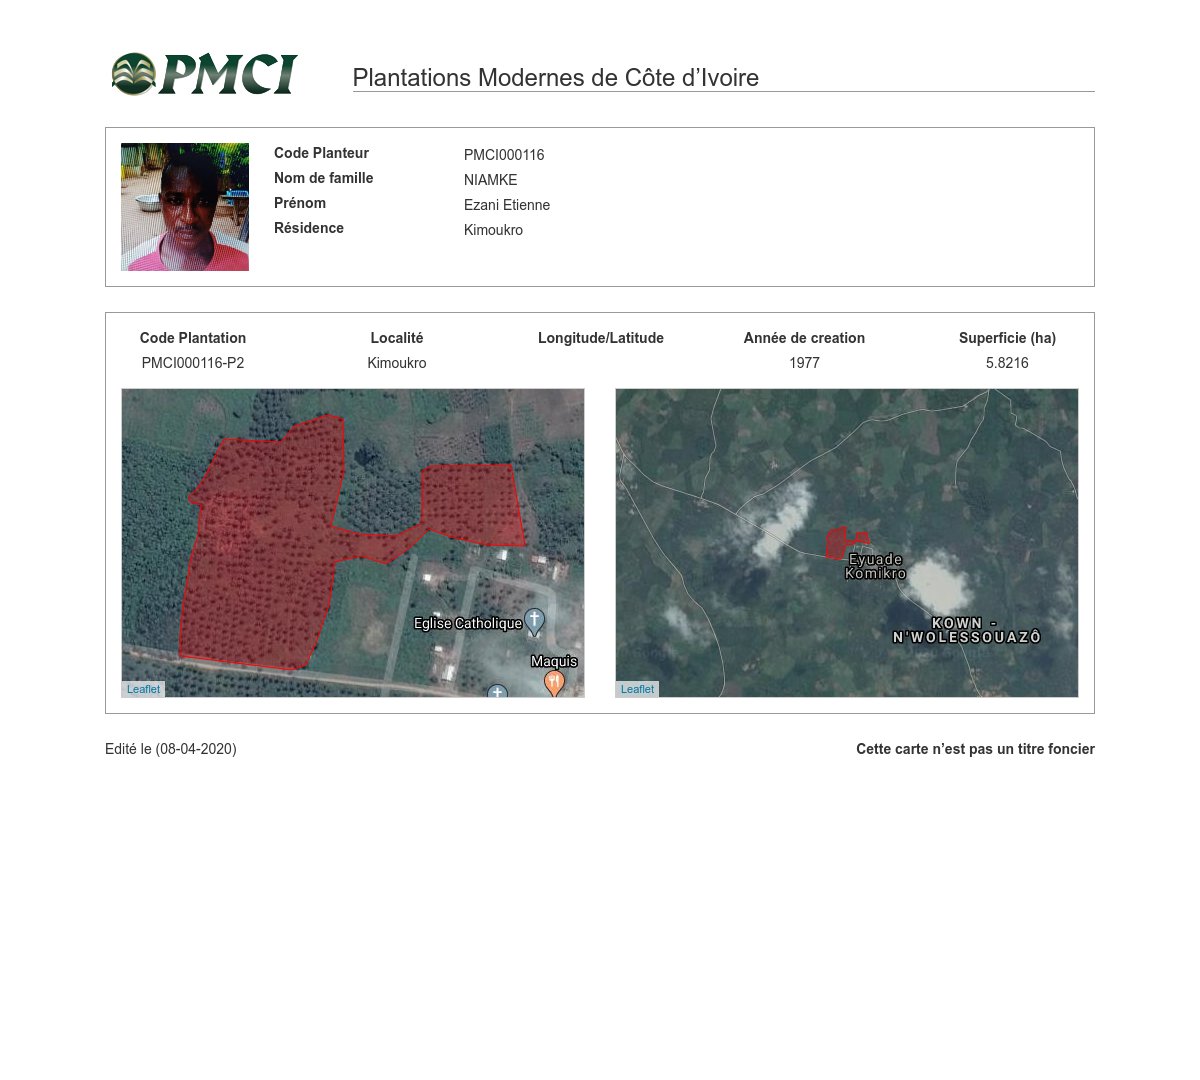 PMCI
Plantations Modernes de Côte d’Ivoire
Code Planteur PMCI000116
Nom de famille NIAMKE
Prénom Ezani Etienne
Résidence Kimoukro
Code Plantation Localité Longitude/Latitude Année de creation Superficie (ha)
PMCI000116-P2 Kimoukro 1977 5.8216
Eglise Catholique
Maquis
Leaflet
Eyuade
Komikro
KOWN -
N'WOLESSOUAZÔ
Leaflet
Edité le (08-04-2020)
Cette carte n’est pas un titre foncier